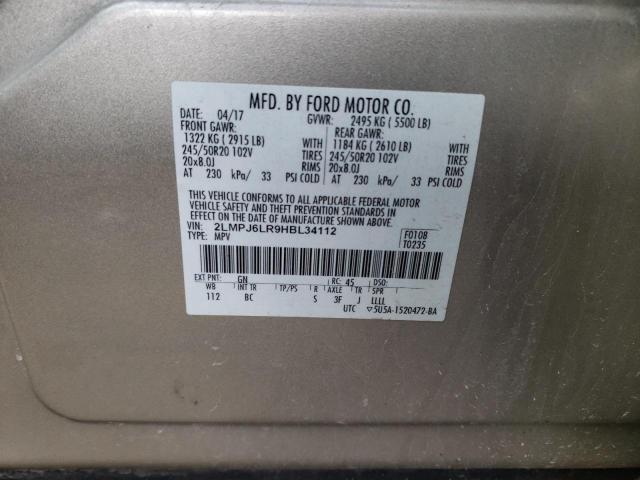 MFD. BY FORD MOTOR CO.
DATE: 04/17 GVWR: 2495 KG ( 5500 LB)
FRONT GAWR: REAR GAWR:
1322 KG ( 2915 LB) WITH 1184 KG ( 2610 LB) WITH
245/50R20 102V TIRES 245/50R20 102V TIRES
20x8.0J RIMS 20x8.0J RIMS
AT 230 kPa/ 33 PSI COLD AT 230 kPa/ 33 PSI COLD
THIS VEHICLE CONFORMS TO ALL APPLICABLE FEDERAL MOTOR
VEHICLE SAFETY AND THEFT PREVENTION STANDARDS IN
EFFECT ON THE DATE OF MANUFACTURE SHOWN ABOVE.
VIN: 2LMPJ6LR9HBL34112 F0108
TYPE: MPV T0235
EXT PNT: GN RC: 45 DSO:
WB INT TR TP/PS R AXLE TR SPR
112 BC S 3F J LLLL
UTC ▽5U5A-1520472-BA